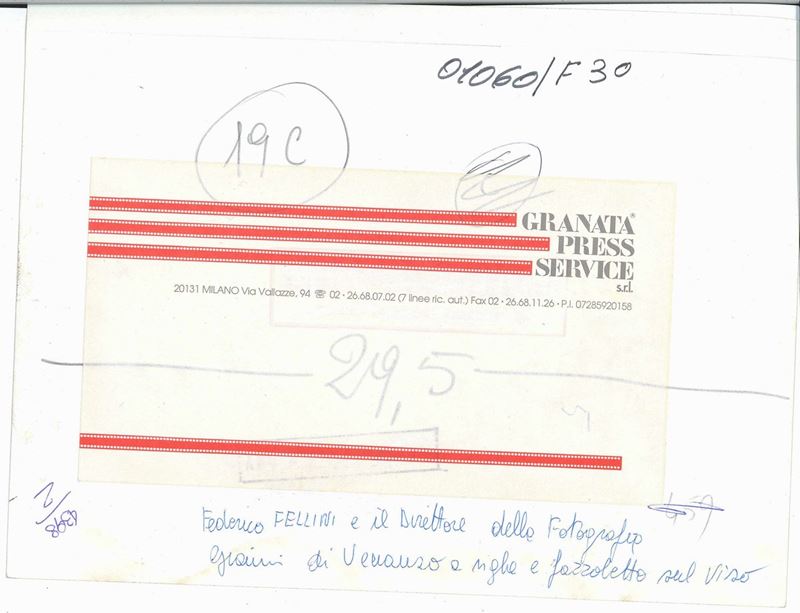 01060/F30
19 C
GRANATA®
PRESS
SERVICE
s.r.l.
20131 MILANO Via Vallazze, 94 ☏ 02 · 26.68.07.02 (7 linee ric. aut.) Fax 02 · 26.68.11.26 · P.I. 07285920158
29,5
Federico FELLINI e il Direttore della Fotografia
Gianni di Venanzo a righe e fazzoletto sul viso